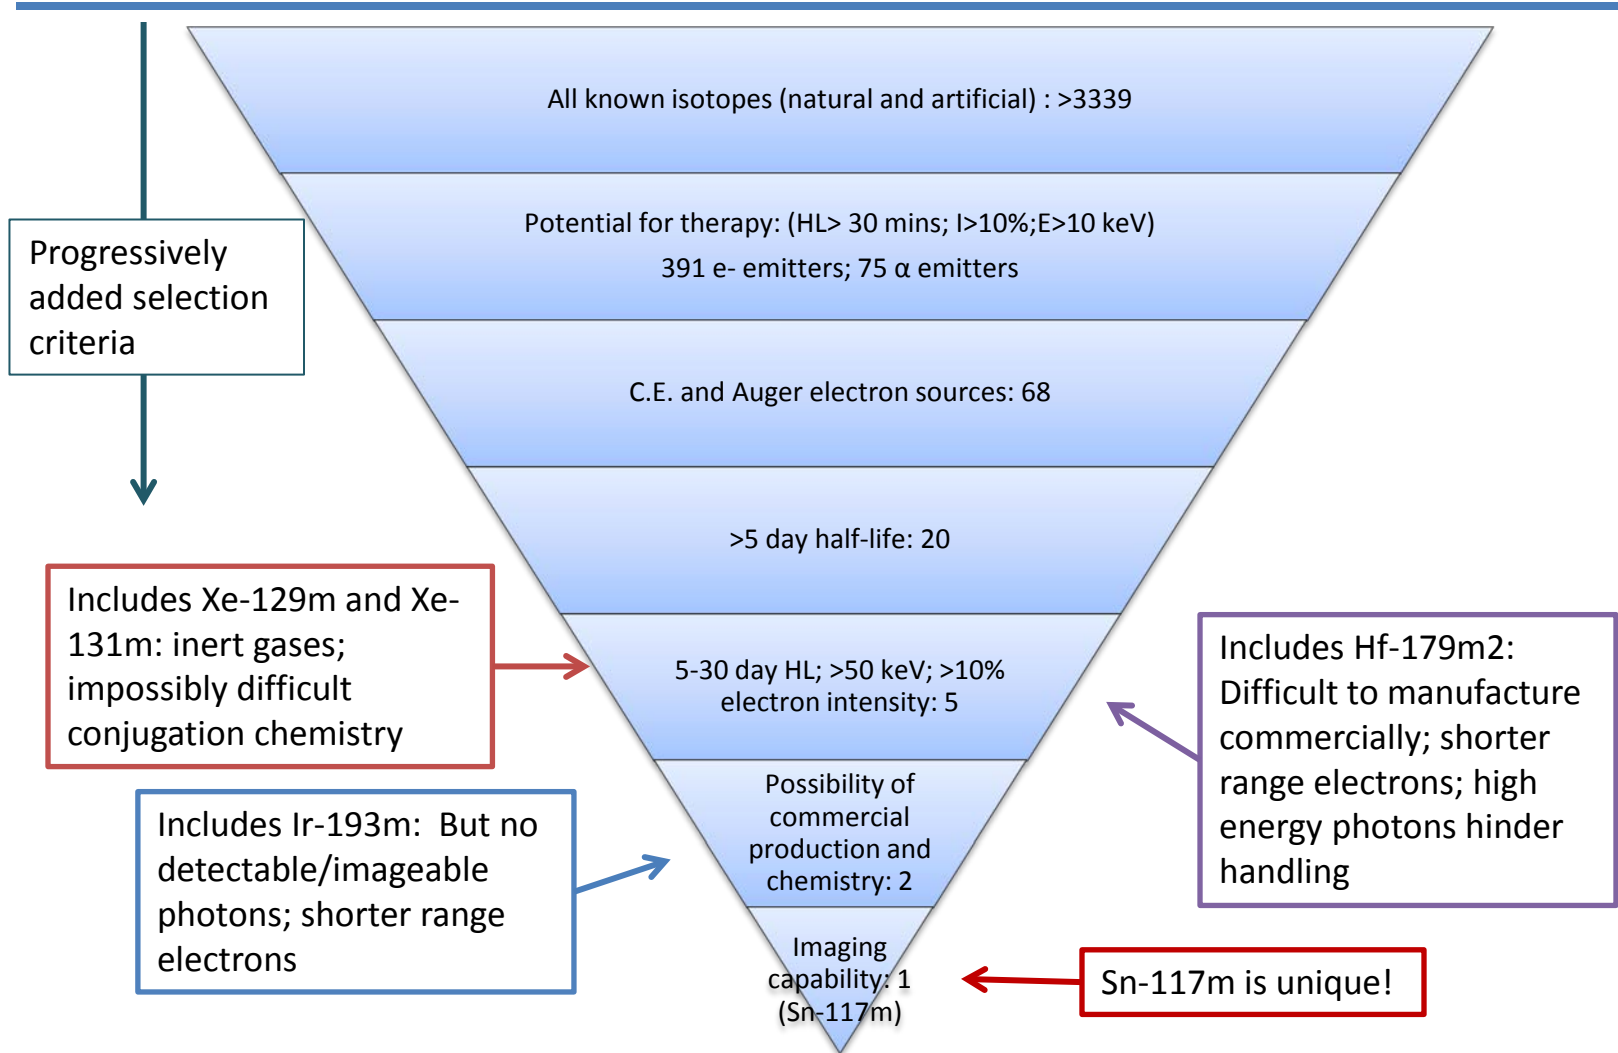 All known isotopes (natural and artificial) : >3339
Potential for therapy: (HL> 30 mins; I>10%;E>10 keV)
391 e- emitters; 75 α emitters
Progressively
added selection
criteria
C.E. and Auger electron sources: 68
>5 day half-life: 20
Includes Xe-129m and Xe-
131m: inert gases;
impossibly difficult
conjugation chemistry
5-30 day HL; >50 keV; >10%
electron intensity: 5
Includes Hf-179m2:
Difficult to manufacture
commercially; shorter
range electrons; high
energy photons hinder
handling
Possibility of
commercial
production and
chemistry: 2
Includes Ir-193m:  But no
detectable/imageable
photons; shorter range
electrons
Imaging
capability: 1
(Sn-117m)
Sn-117m is unique!